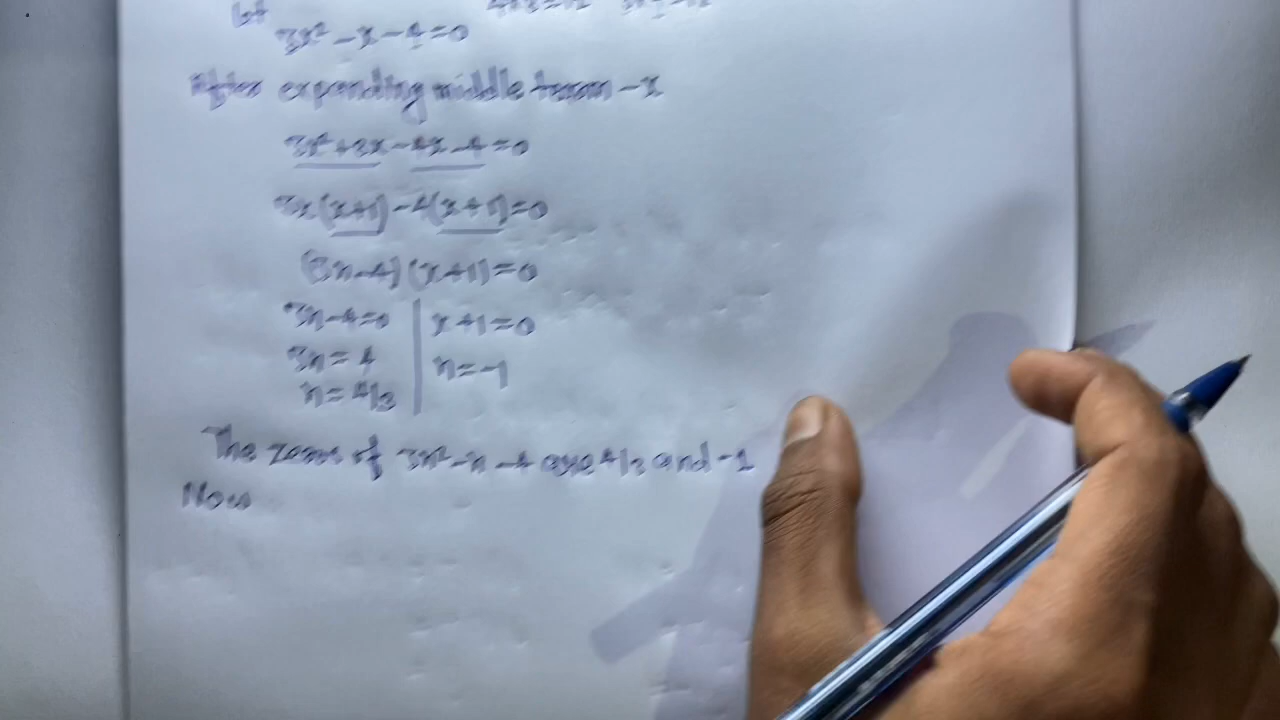 let
3x² - x - 4 = 0
After expanding middle term - x
3x² + 3x - 4x - 4 = 0
3x(x+1) - 4(x+1) = 0
(3x-4)(x+1) = 0
3x-4=0 x+1=0
3x = 4 x = -1
x = 4/3
The zeros of 3x² - x - 4 are 4/3 and -1
Now